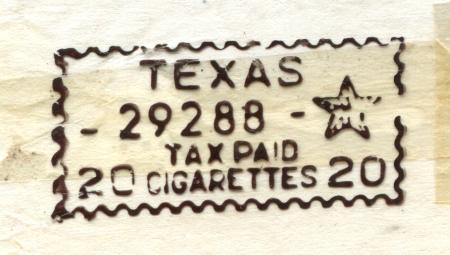 TEXAS
- 29288 -
TAX PAID
20 CIGARETTES 20